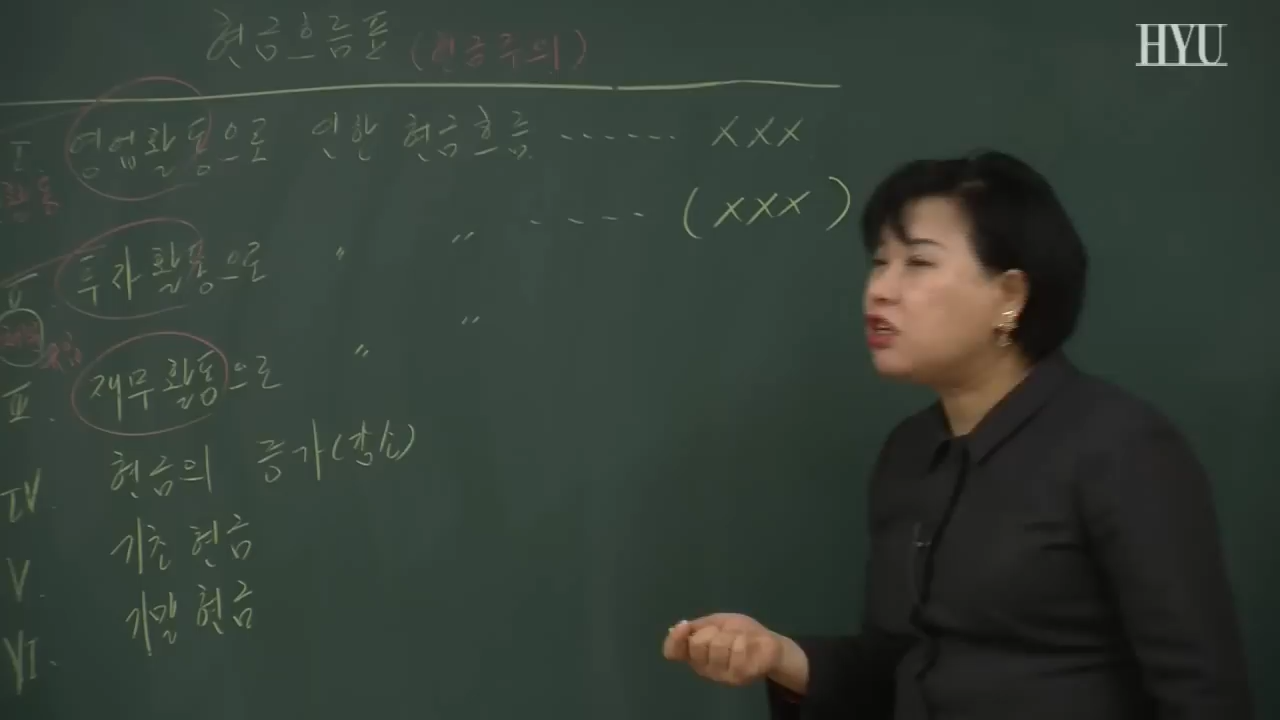 HYU
현금흐름표 (현금주의)
I. 영업활동으로 인한 현금흐름 ....... XXX
활동
II. 투자활동으로 〃 〃 ..... (XXX)
III. 재무활동으로 〃 〃
IV. 현금의 증가(감소)
V. 기초 현금
VI. 기말 현금